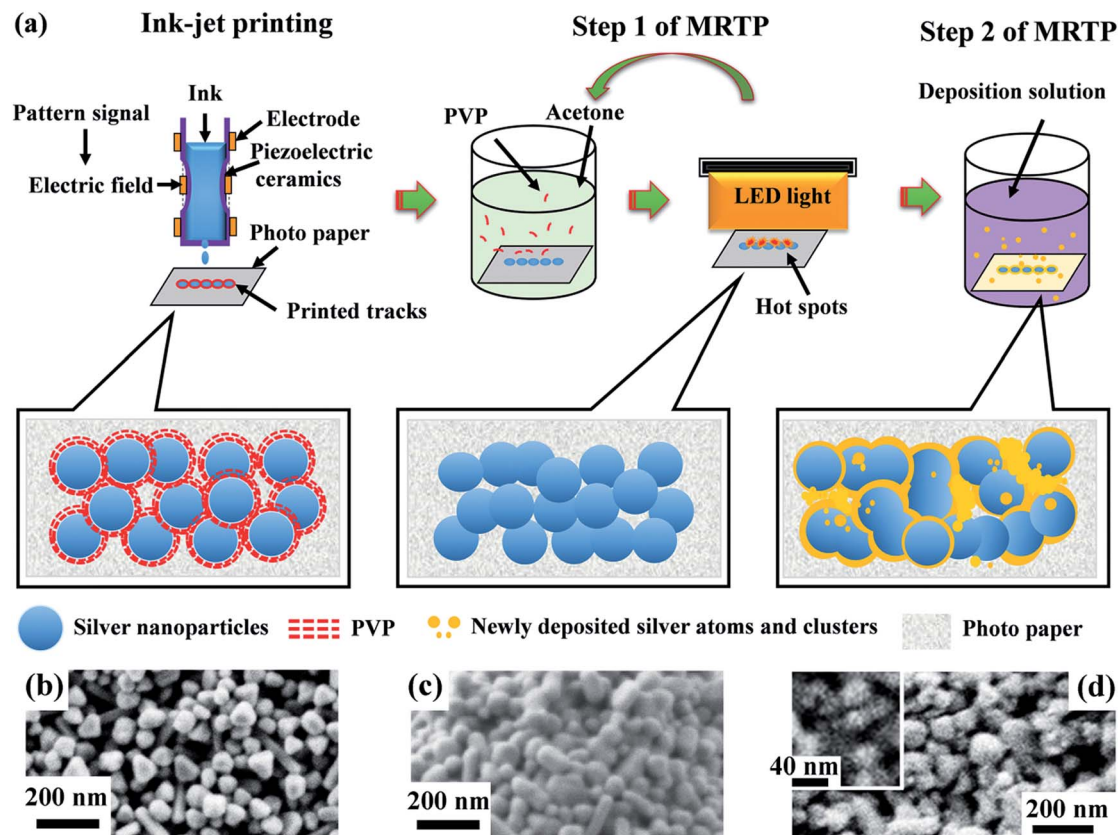 (a)
Ink-jet printing
Step 1 of MRTP
Step 2 of MRTP
Ink
Pattern signal
Electrode
Electric field
Piezoelectric
ceramics
Photo paper
Printed tracks
PVP
Acetone
LED light
Hot spots
Deposition solution
Silver nanoparticles
PVP
Newly deposited silver atoms and clusters
Photo paper
(b)
200 nm
(c)
200 nm
(d)
40 nm
200 nm